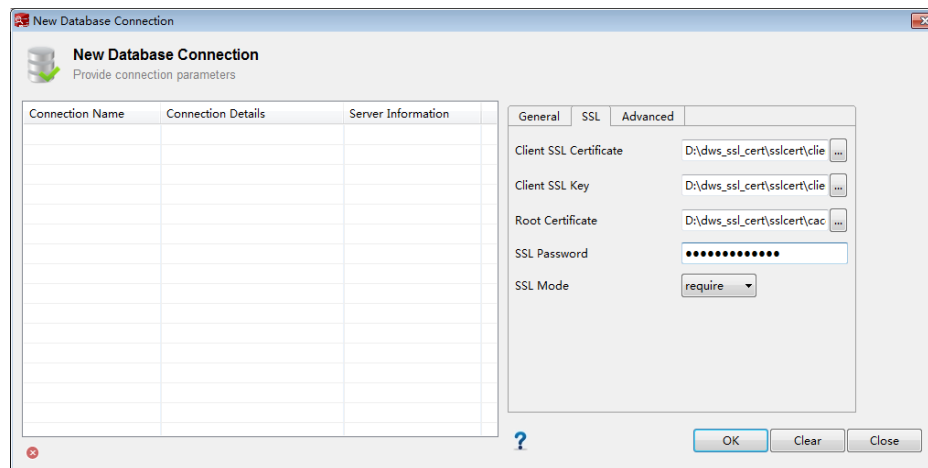 New Database Connection
New Database Connection
Provide connection parameters
Connection Name Connection Details Server Information
General SSL Advanced
Client SSL Certificate D:\dws_ssl_cert\sslcert\clie ...
Client SSL Key D:\dws_ssl_cert\sslcert\clie ...
Root Certificate D:\dws_ssl_cert\sslcert\cac ...
SSL Password •••••••••••••
SSL Mode require
? OK Clear Close